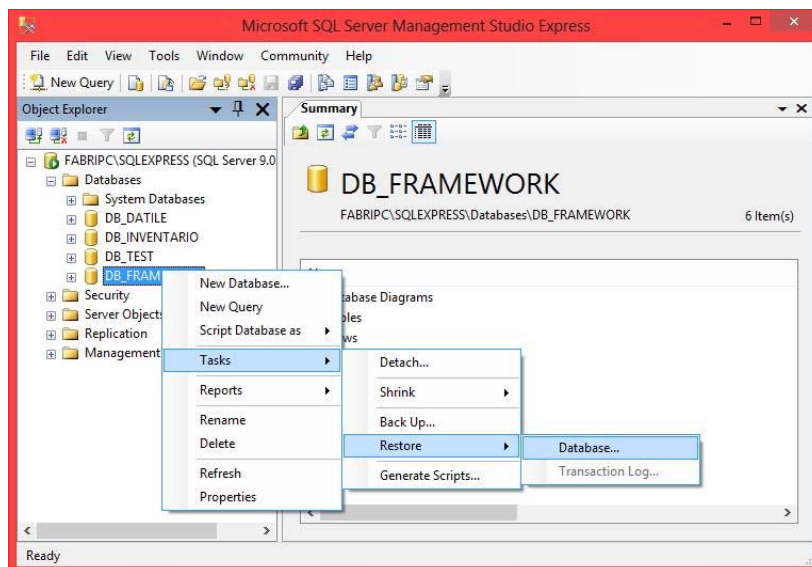 Microsoft SQL Server Management Studio Express
File Edit View Tools Window Community Help
New Query
Object Explorer
FABRIPC\SQLEXPRESS (SQL Server 9.0
Databases
System Databases
DB_DATILE
DB_INVENTARIO
DB_TEST
DB_FRAM
Security
Server Objects
Replication
Management
Summary
DB_FRAMEWORK
FABRIPC\SQLEXPRESS\Databases\DB_FRAMEWORK 6 Item(s)
abase Diagrams
les
ws
New Database...
New Query
Script Database as
Tasks
Reports
Rename
Delete
Refresh
Properties
Detach...
Shrink
Back Up...
Restore
Generate Scripts...
Database...
Transaction Log...
Ready